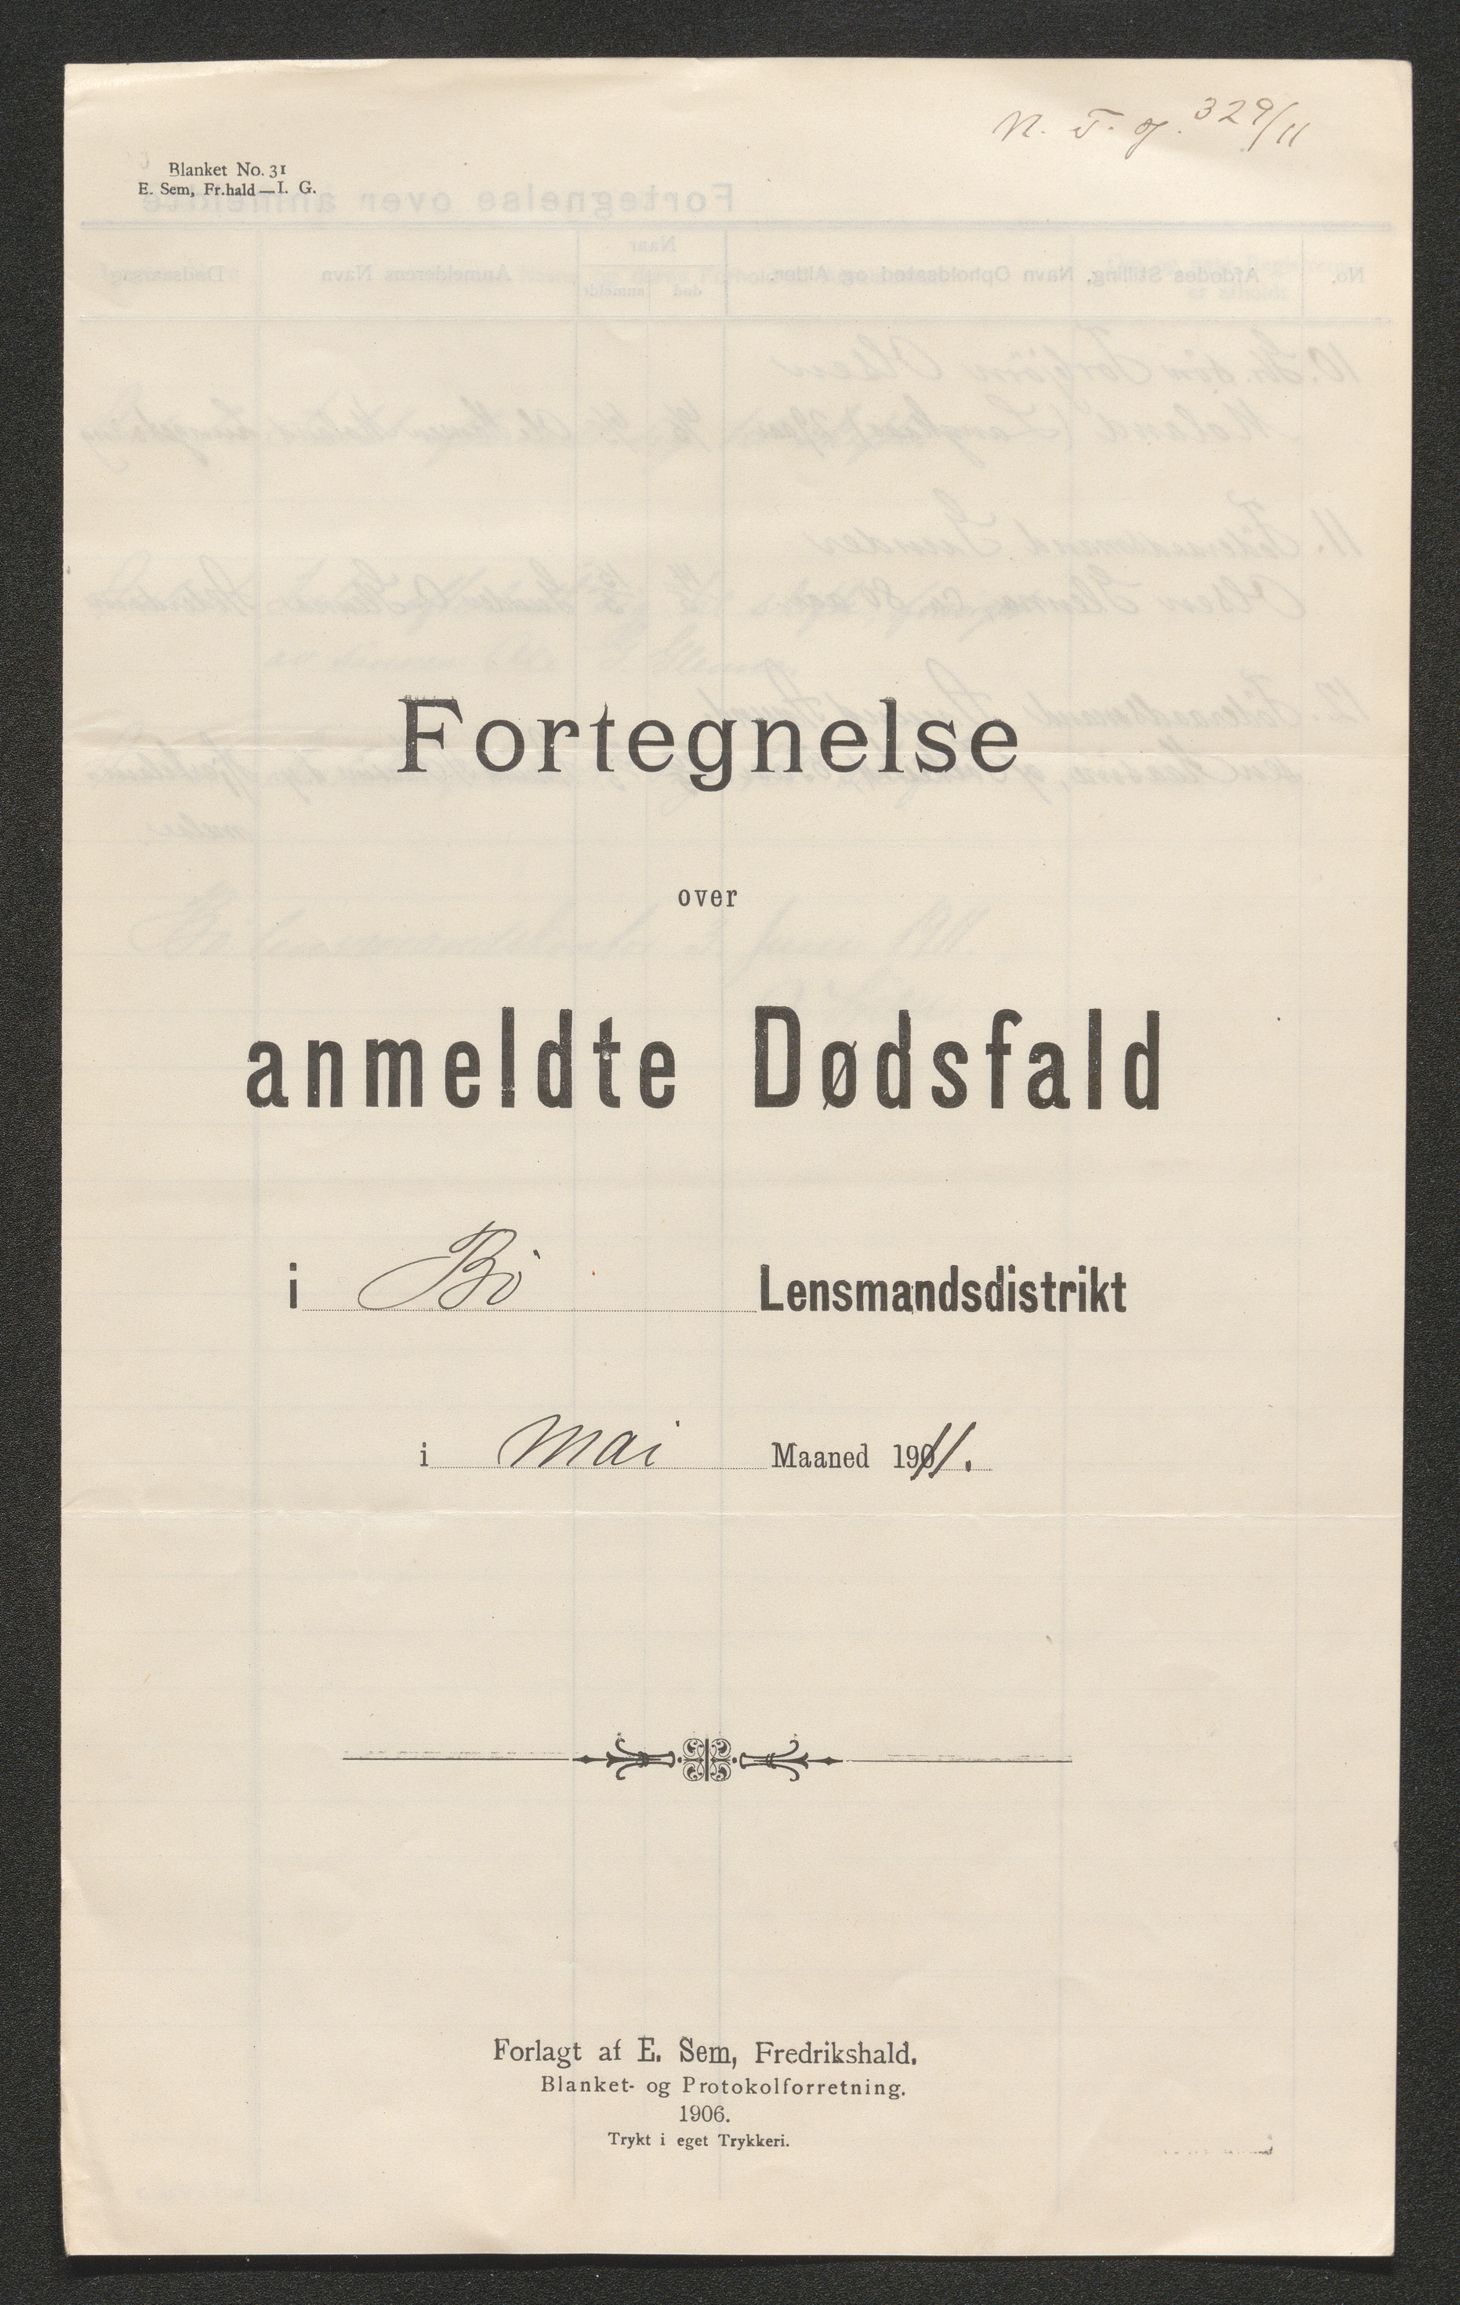 N. T. og. 329/11
Blanket No. 31
E. Sem, Fr.hald—I. G.
Fortegnelse
over
anmeldte Dødsfald
i Bø Lensmandsdistrikt
i Mai Maaned 1911.
Forlagt af E. Sem, Fredrikshald.
Blanket- og Protokolforretning.
1906.
Trykt i eget Trykkeri.